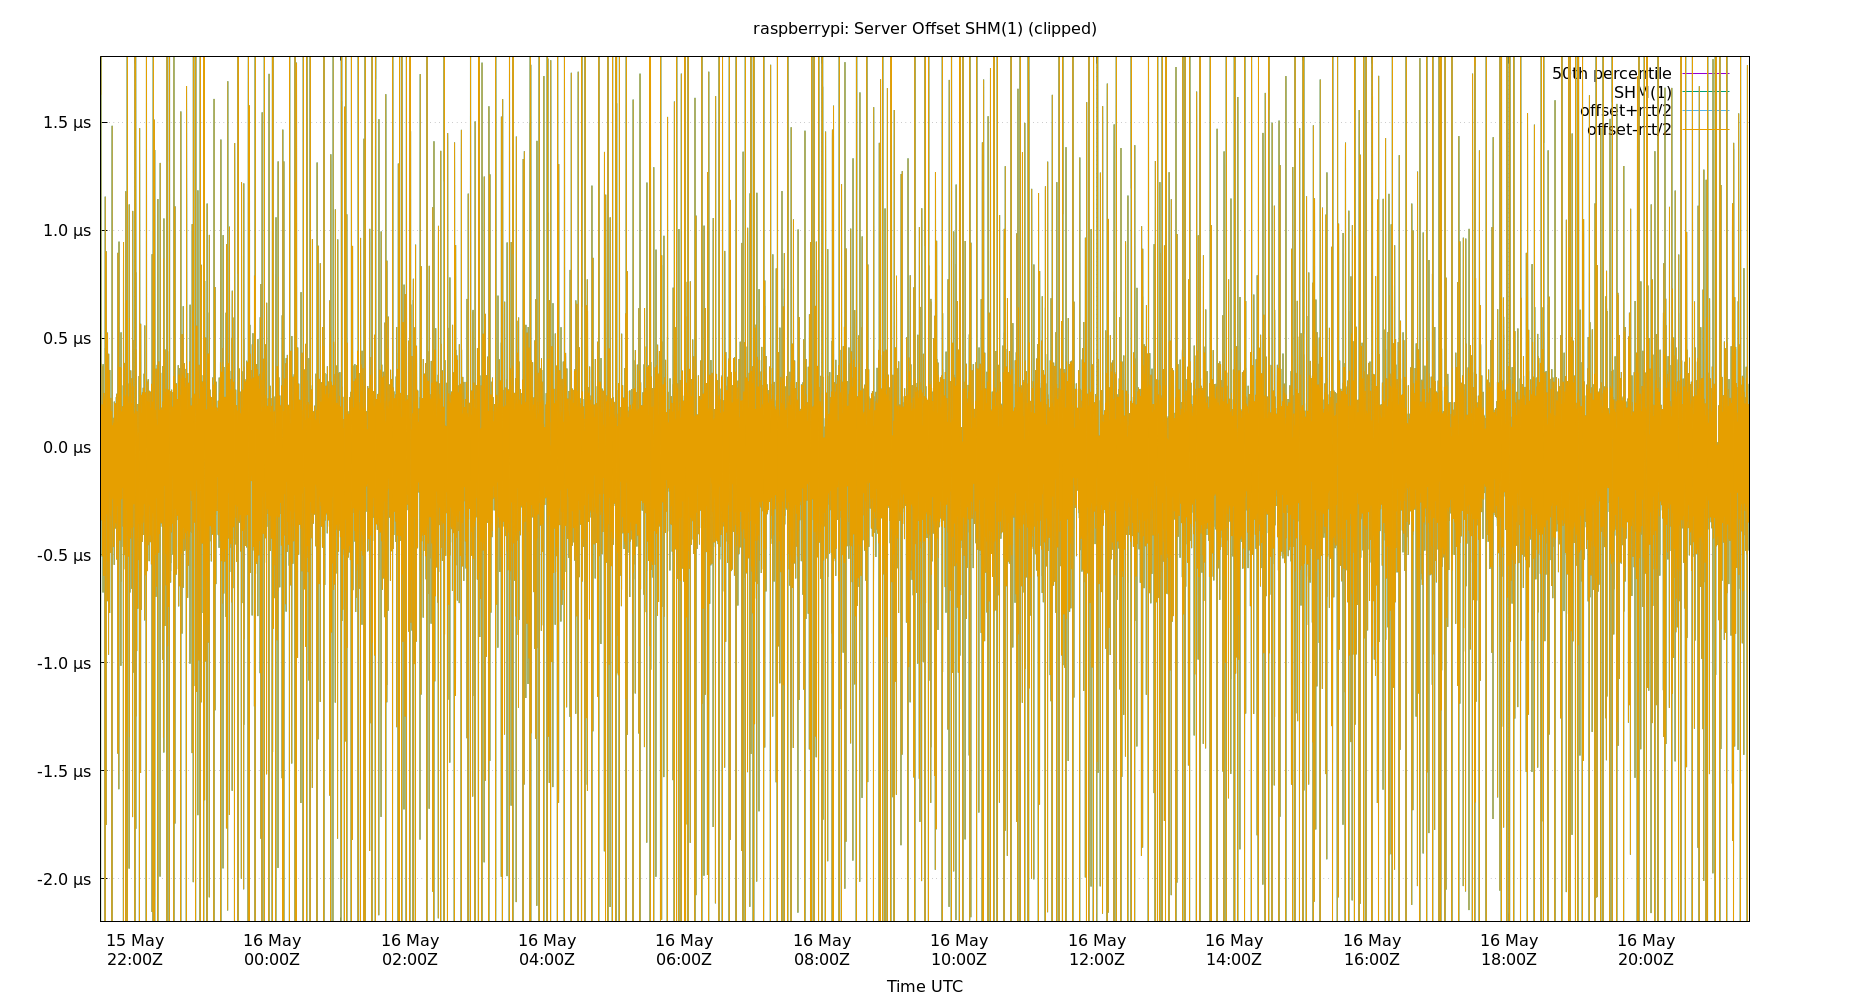 raspberrypi: Server Offset SHM(1) (clipped)
50th percentile
SHM(1)
offset+rtt/2
offset-rtt/2
1.5 µs
1.0 µs
0.5 µs
0.0 µs
-0.5 µs
-1.0 µs
-1.5 µs
-2.0 µs
15 May 16 May 16 May 16 May 16 May 16 May 16 May 16 May 16 May 16 May 16 May 16 May
22:00Z 00:00Z 02:00Z 04:00Z 06:00Z 08:00Z 10:00Z 12:00Z 14:00Z 16:00Z 18:00Z 20:00Z
Time UTC